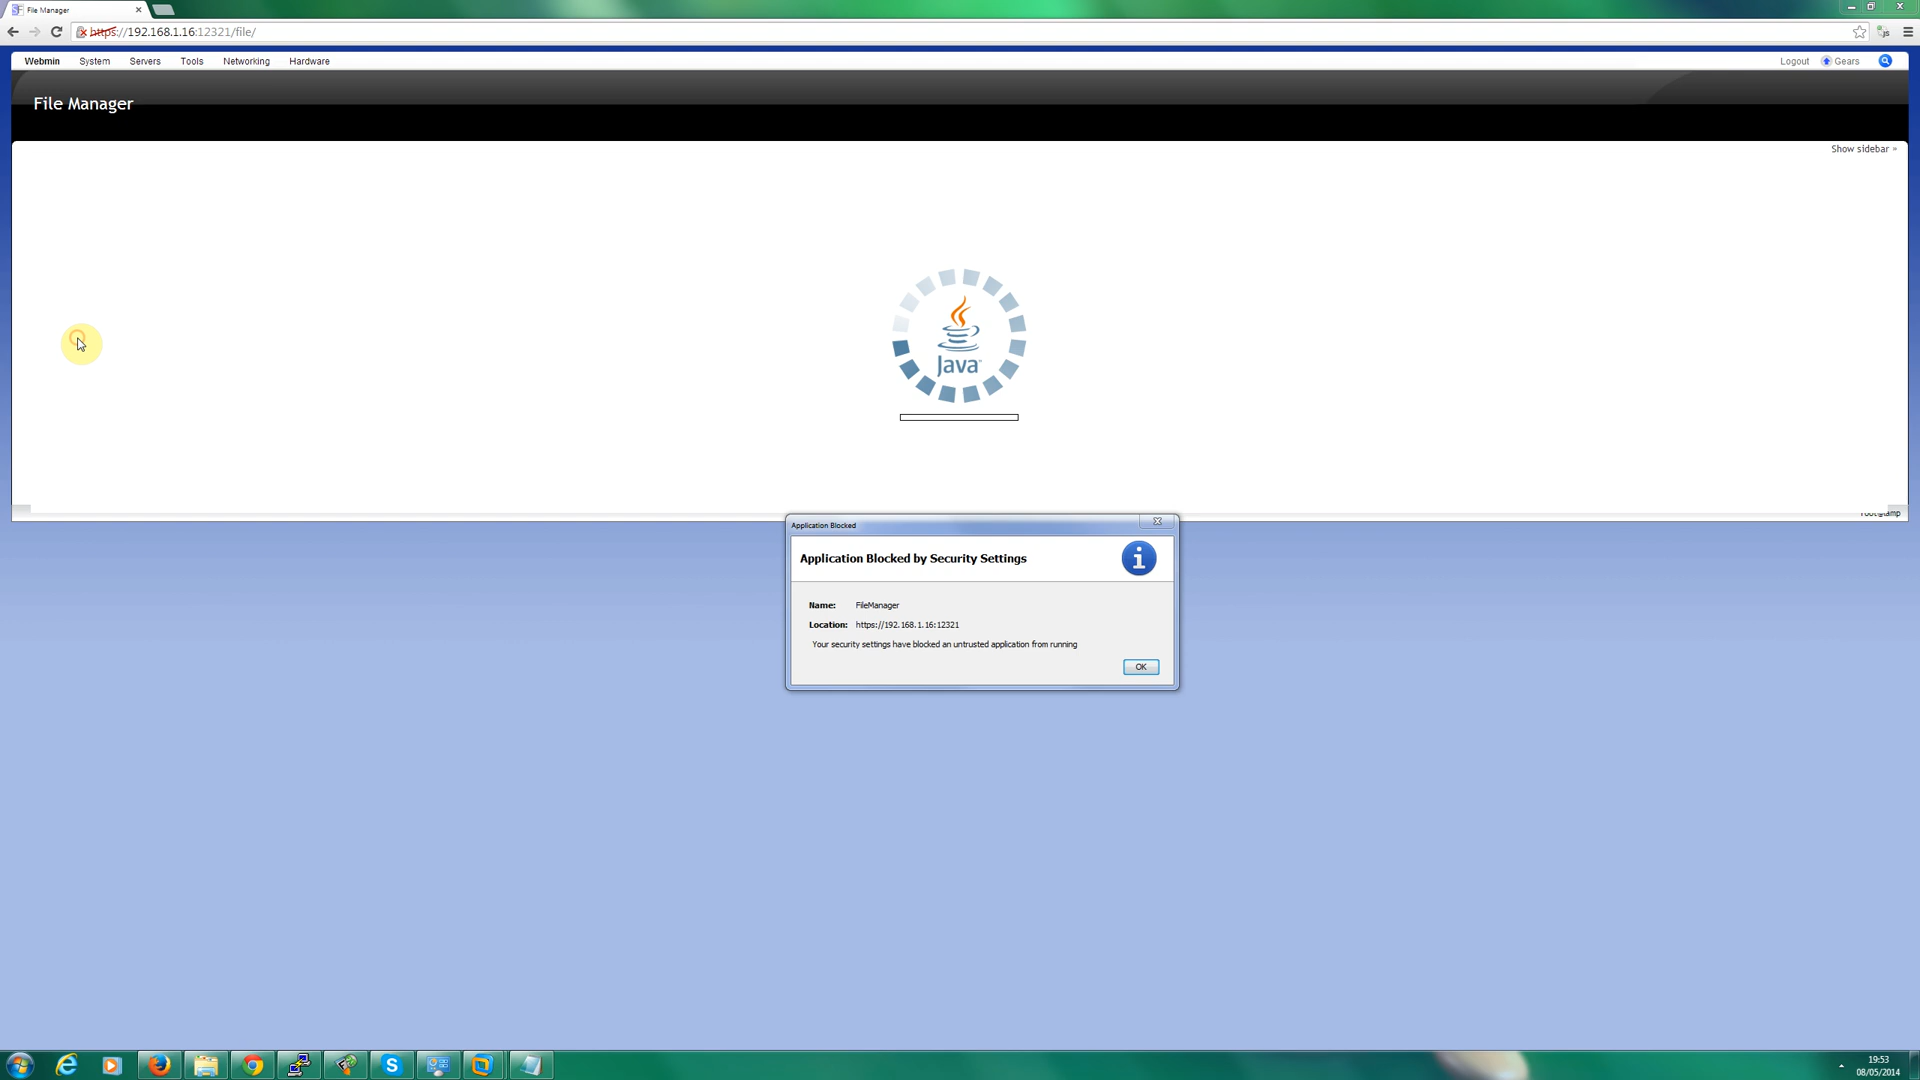 File Manager
https://192.168.1.16:12321/file/
Webmin System Servers Tools Networking Hardware Logout Gears
File Manager
Show sidebar »
Java™
Application Blocked
Application Blocked by Security Settings
Name: FileManager
Location: https://192.168.1.16:12321
Your security settings have blocked an untrusted application from running
OK
19:53
08/05/2014